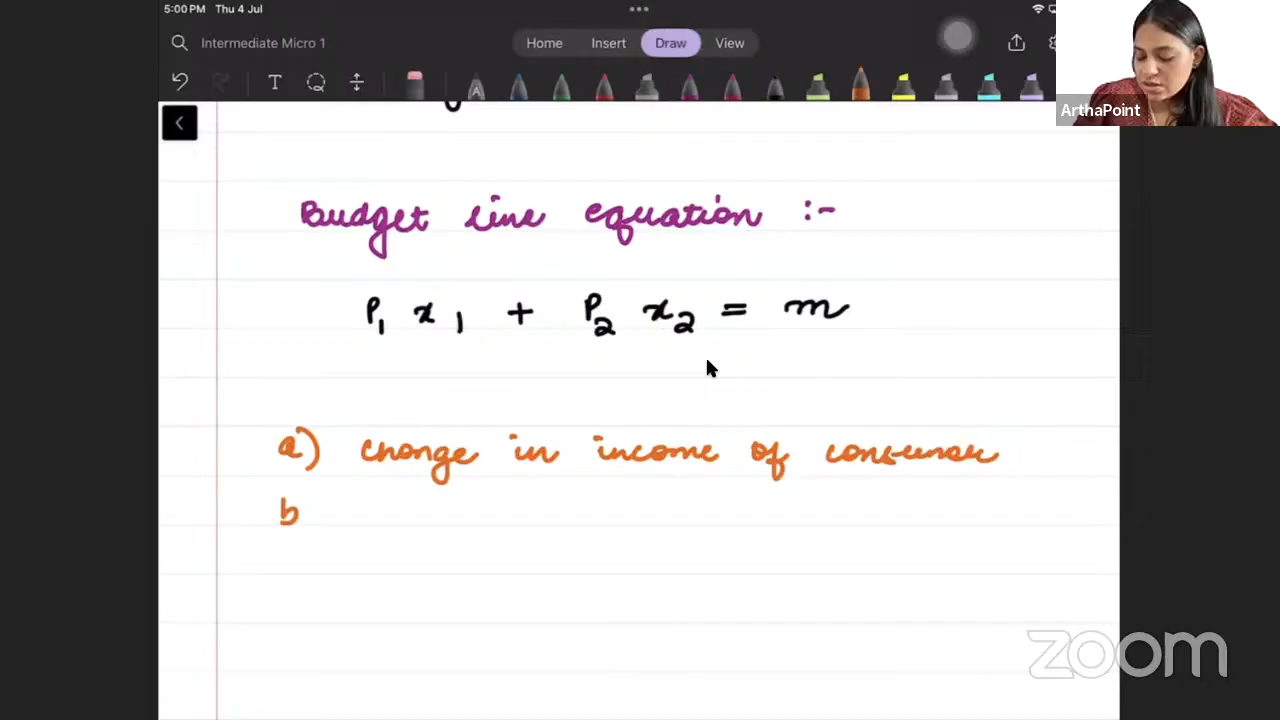 5:00 PM Thu 4 Jul
Intermediate Micro 1
Home Insert Draw View
T
A
ArthaPoint
Budget line equation :-
P1 x1 + P2 x2 = m
a) change in income of consumer
b
zoom